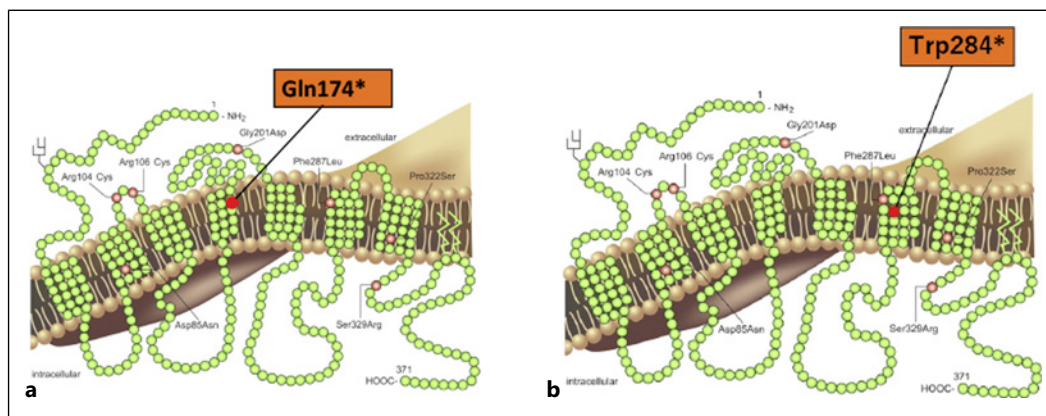 Gln174*
1
- NH₂
Gly201Asp
extracellular
Arg106 Cys
Arg104 Cys
Phe287Leu
Pro322Ser
Asp85Asn
Ser329Arg
intracellular
371
HOOC-
a
Trp284*
1
- NH₂
Gly201Asp
extracellular
Arg106 Cys
Arg104 Cys
Phe287Leu
Pro322Ser
Asp85Asn
Ser329Arg
intracellular
371
HOOC-
b